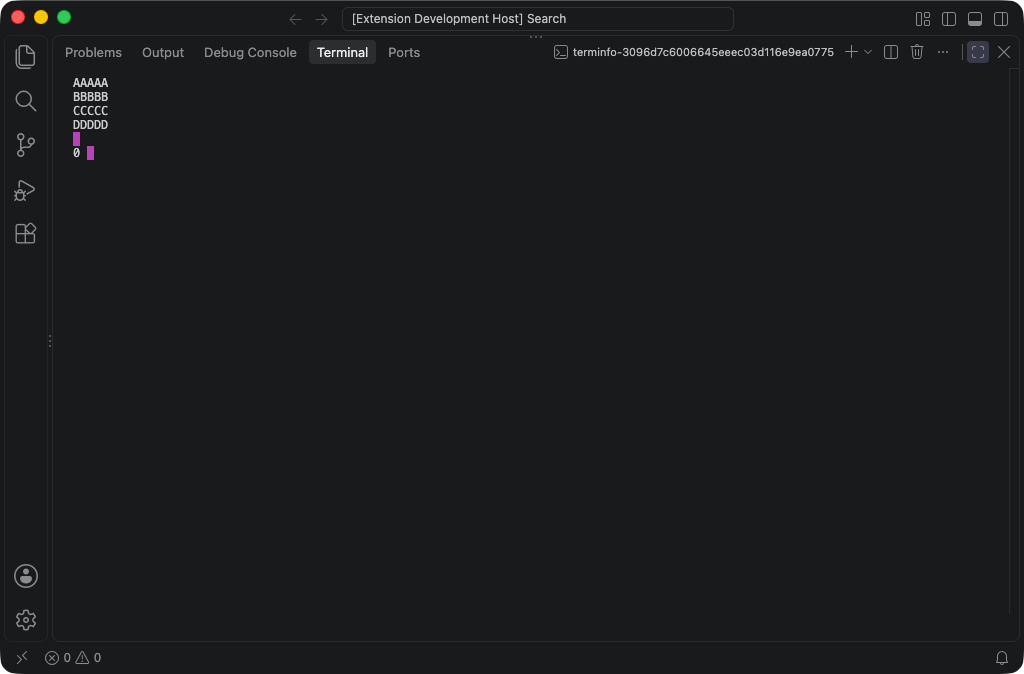 [Extension Development Host] Search
Problems Output Debug Console Terminal Ports
terminfo-3096d7c6006645eeec03d116e9ea0775
AAAAA
BBBBB
CCCCC
DDDDD
0
0 0